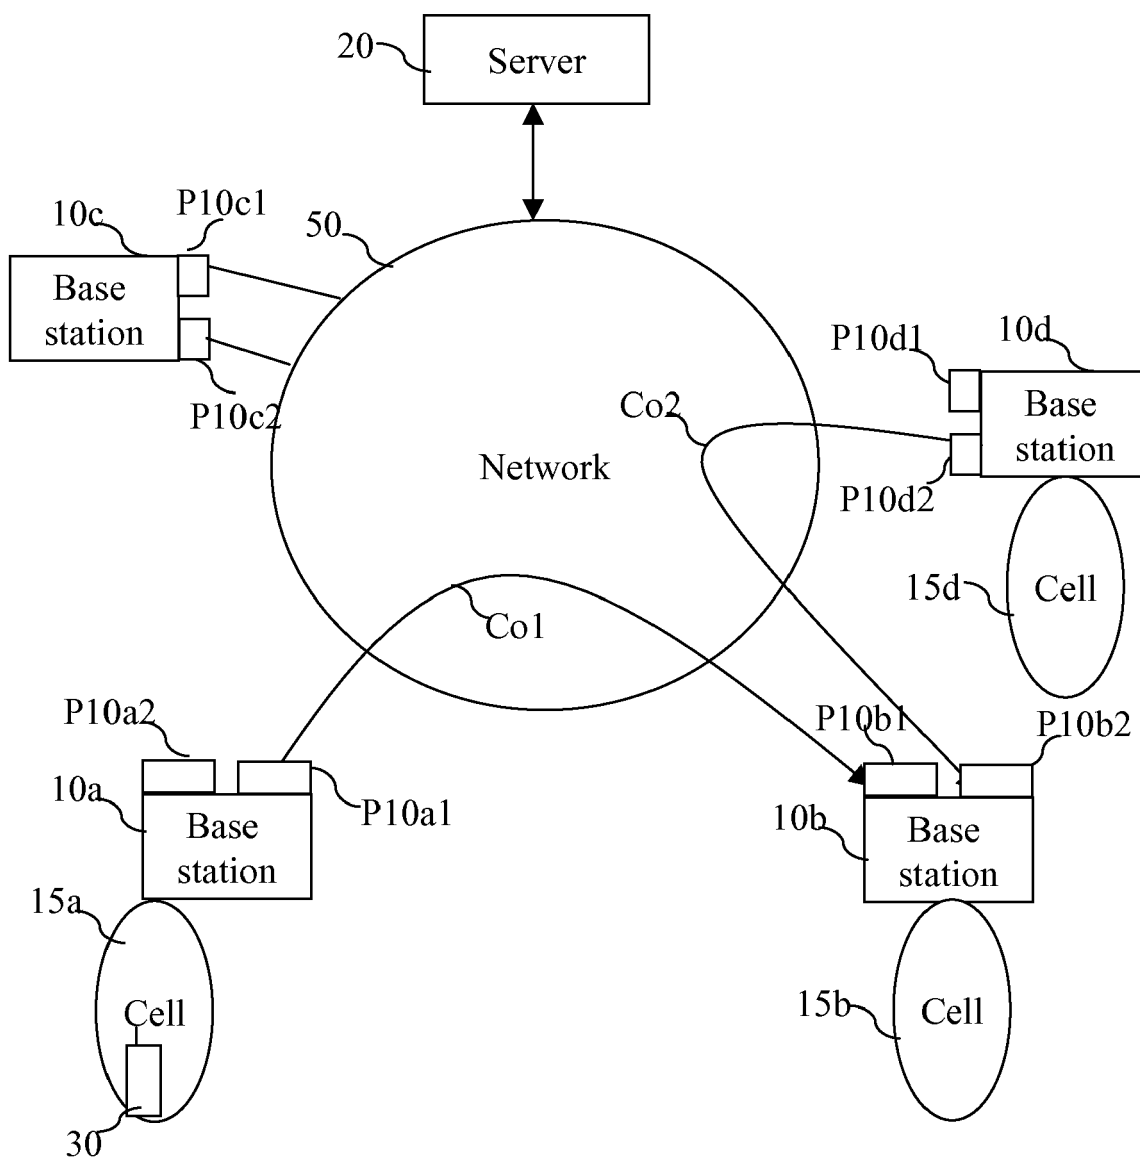 20
Server
P10c1
10c
50
Base
station
P10c2
10d
P10d1
Base
station
Co2
Network
P10d2
15d
Cell
Co1
P10a2
P10b1
P10b2
10a
P10a1
Base
station
10b
Base
station
15a
Cell
15b
Cell
30